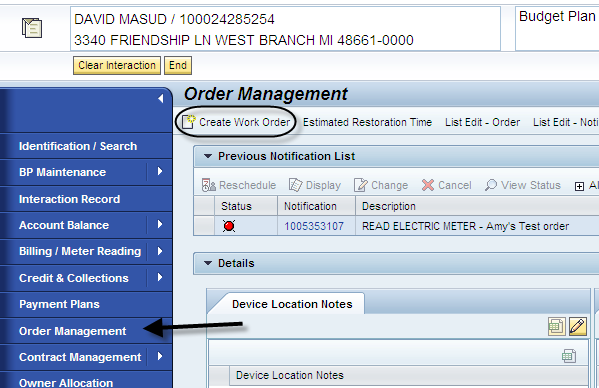 DAVID MASUD / 100024285254
3340 FRIENDSHIP LN WEST BRANCH MI 48661-0000
Budget Plan
Clear Interaction End
Order Management
Create Work Order Estimated Restoration Time List Edit - Order List Edit - Noti
Identification / Search
BP Maintenance
Interaction Record
Account Balance
Billing / Meter Reading
Credit & Collections
Payment Plans
Order Management
Contract Management
Owner Allocation
Previous Notification List
Reschedule Display Change Cancel View Status Al
Status Notification Description
1005353107 READ ELECTRIC METER - Amy's Test order
Details
Device Location Notes
Device Location Notes